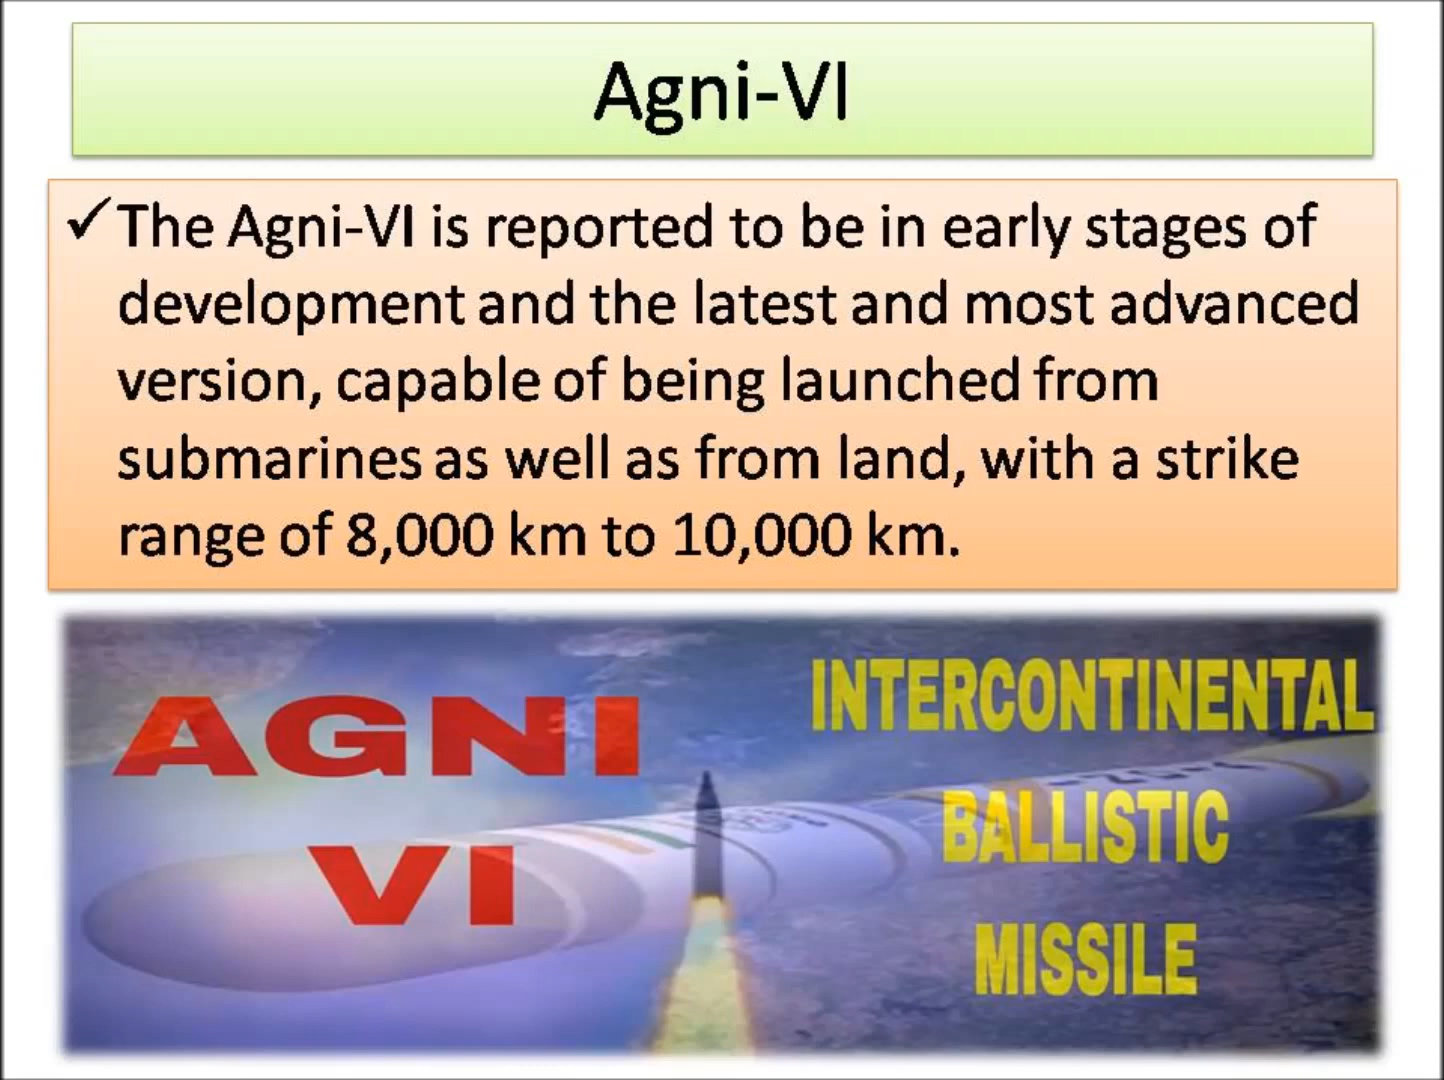 Agni-VI
✓The Agni-VI is reported to be in early stages of
development and the latest and most advanced
version, capable of being launched from
submarines as well as from land, with a strike
range of 8,000 km to 10,000 km.
AGNI
VI
INTERCONTINENTAL
BALLISTIC
MISSILE